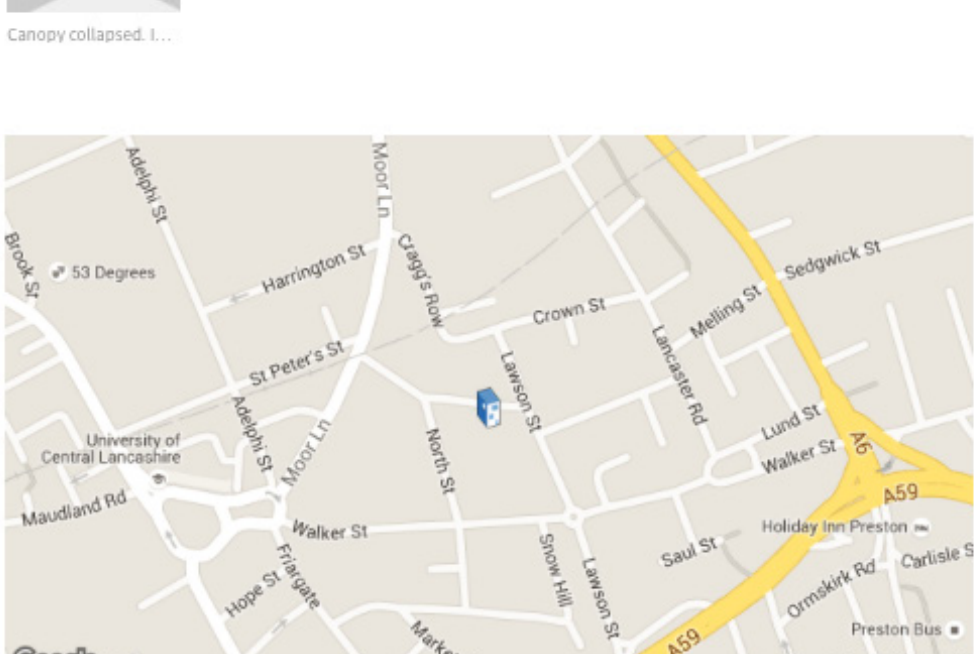 Canopy collapsed. I...
Moor Ln
Adelphi St
Brook St
53 Degrees
Harrington St
Cragg's Row
Sedgwick St
Melling St
Crown St
Lancaster Rd
St Peter's St
Lawson St
Adelphi St
Moor Ln
North St
Lund St
A6
University of
Central Lancashire
Walker St
A59
Maudland Rd
Walker St
Holiday Inn Preston
Saul St
Snow Hill
Lawson St
Friargate
Hope St
Carlisle S
Ormskirk Rd
Preston Bus
A59